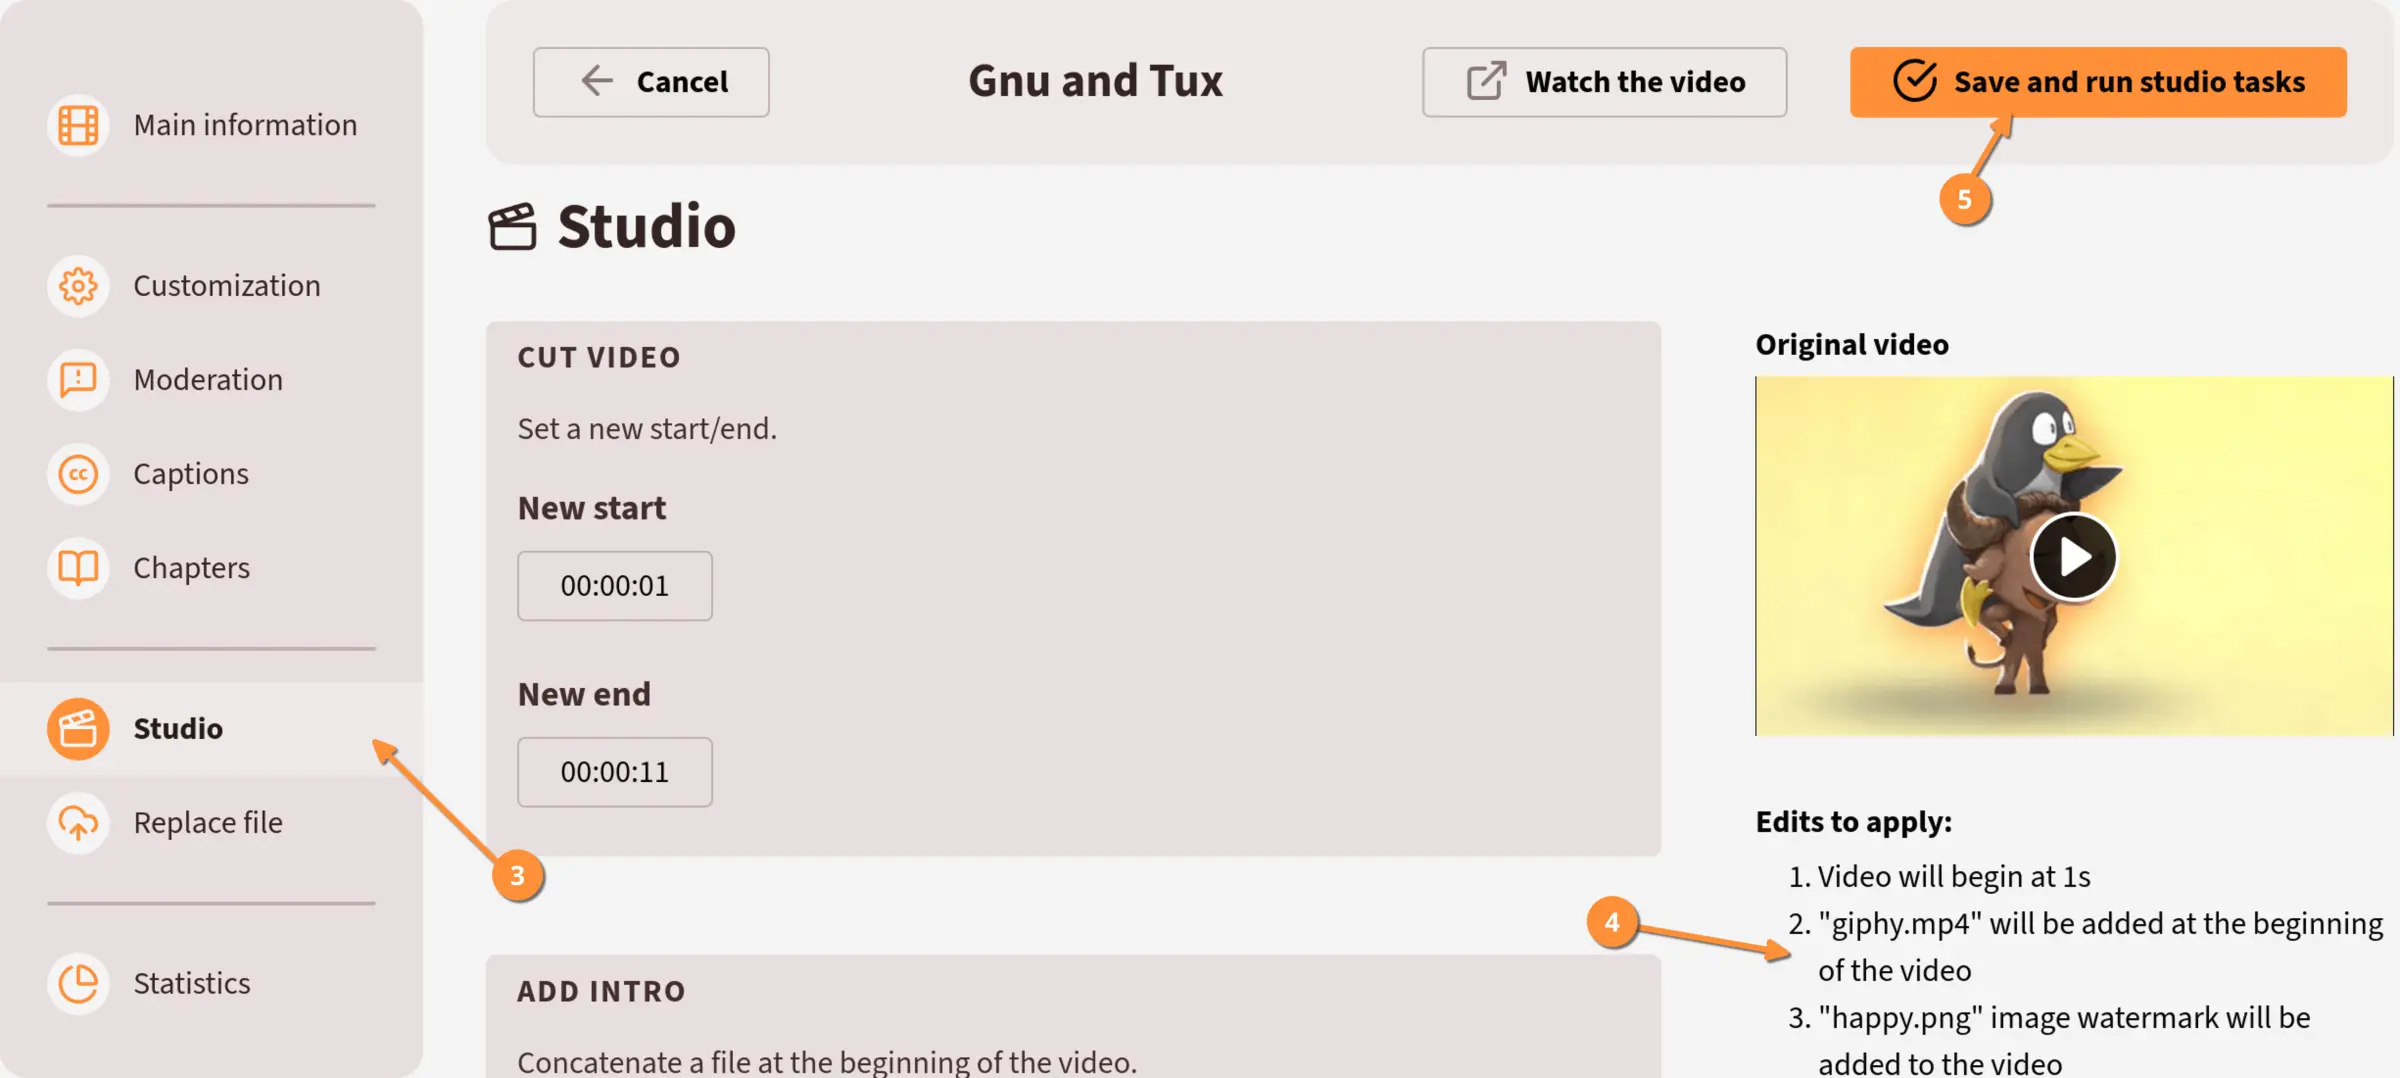 Main information
Customization
Moderation
cc
Captions
Chapters
Studio
Replace file
Statistics
Cancel
Gnu and Tux
Watch the video
Save and run studio tasks
5
Studio
CUT VIDEO
Set a new start/end.
New start
00:00:01
New end
00:00:11
3
ADD INTRO
Concatenate a file at the beginning of the video.
Original video
Edits to apply:
4
1. Video will begin at 1s
2. "giphy.mp4" will be added at the beginning
of the video
3. "happy.png" image watermark will be
added to the video